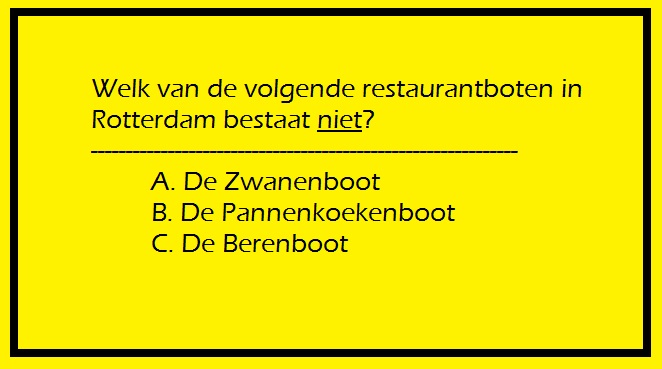 Welk van de volgende restaurantboten in
Rotterdam bestaat niet?
A. De Zwanenboot
B. De Pannenkoekenboot
C. De Berenboot